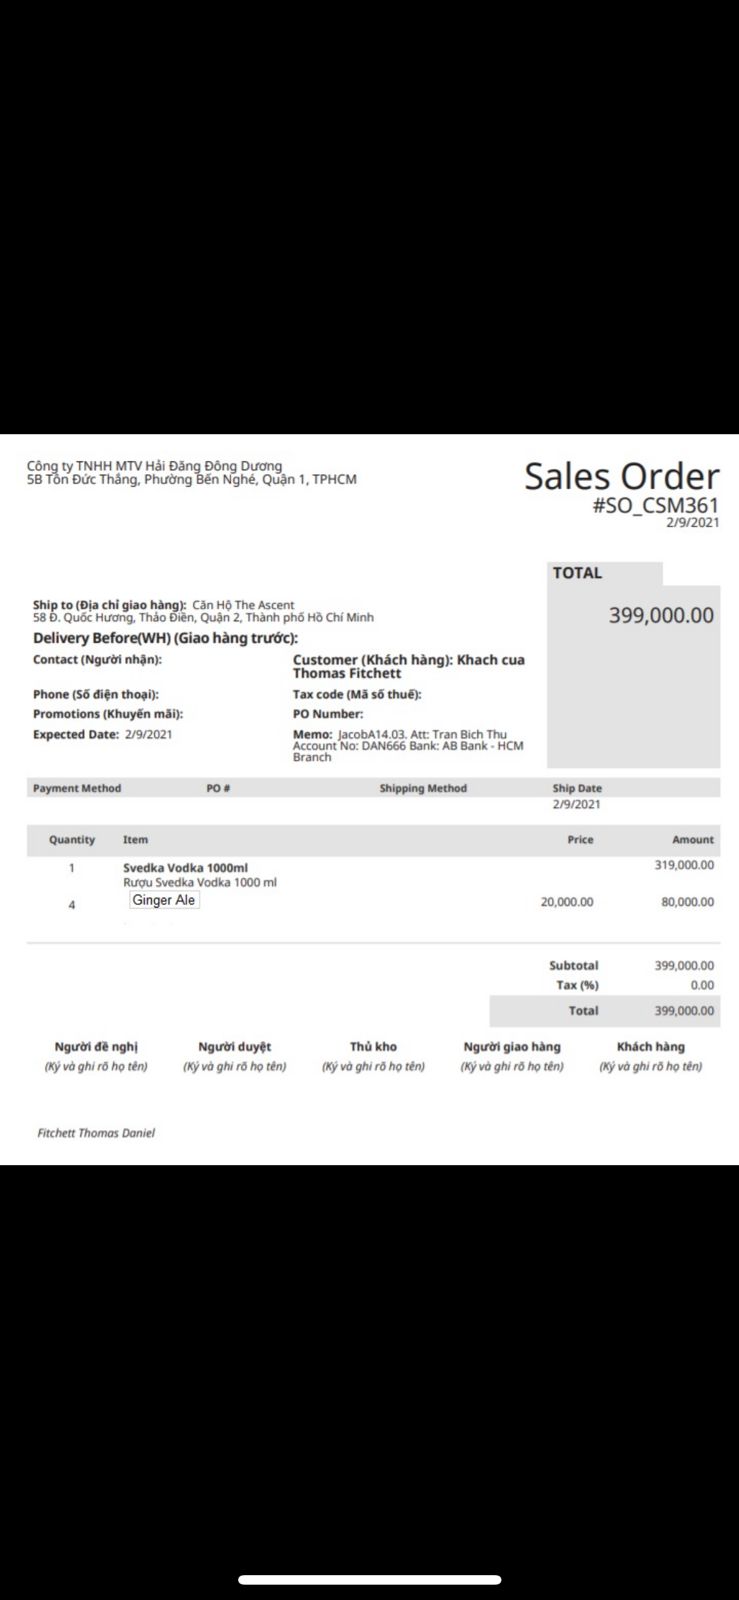 Công ty TNHH MTV Hải Đăng Đông Dương
5B Tôn Đức Thắng, Phường Bến Nghé, Quận 1, TPHCM
Sales Order
#SO_CSM361
2/9/2021
TOTAL
399,000.00
Ship to (Địa chỉ giao hàng): Căn Hộ The Ascent
58 Đ. Quốc Hương, Thảo Điền, Quận 2, Thành phố Hồ Chí Minh
Delivery Before(WH) (Giao hàng trước):
Contact (Người nhận):
Customer (Khách hàng): Khach cua
Thomas Fitchett
Phone (Số điện thoại):
Tax code (Mã số thuế):
Promotions (Khuyến mãi):
PO Number:
Expected Date: 2/9/2021
Memo: JacobA14.03. Att: Tran Bich Thu
Account No: DAN666 Bank: AB Bank - HCM
Branch
Payment Method PO # Shipping Method Ship Date
2/9/2021
Quantity Item Price Amount
1 Svedka Vodka 1000ml 319,000.00
Rượu Svedka Vodka 1000 ml
4 Ginger Ale 20,000.00 80,000.00
Subtotal 399,000.00
Tax (%) 0.00
Total 399,000.00
Người đề nghị Người duyệt Thủ kho Người giao hàng Khách hàng
(Ký và ghi rõ họ tên) (Ký và ghi rõ họ tên) (Ký và ghi rõ họ tên) (Ký và ghi rõ họ tên) (Ký và ghi rõ họ tên)
Fitchett Thomas Daniel